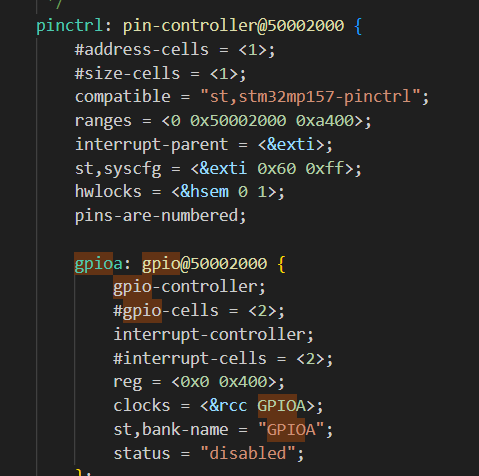 */
pinctrl: pin-controller@50002000 {
#address-cells = <1>;
#size-cells = <1>;
compatible = "st,stm32mp157-pinctrl";
ranges = <0 0x50002000 0xa400>;
interrupt-parent = <&exti>;
st,syscfg = <&exti 0x60 0xff>;
hwlocks = <&hsem 0 1>;
pins-are-numbered;
gpioa: gpio@50002000 {
gpio-controller;
#gpio-cells = <2>;
interrupt-controller;
#interrupt-cells = <2>;
reg = <0x0 0x400>;
clocks = <&rcc GPIOA>;
st,bank-name = "GPIOA";
status = "disabled";
};